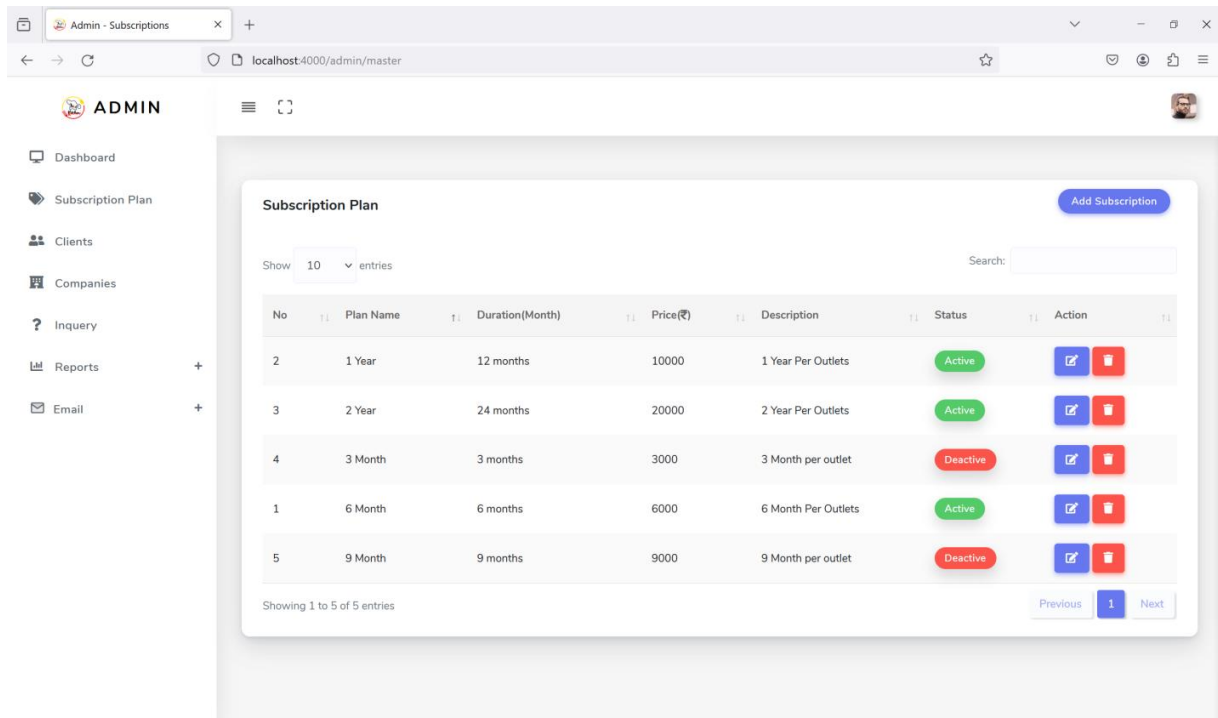 Admin - Subscriptions
localhost:4000/admin/master
ADMIN
Dashboard
Subscription Plan
Clients
Companies
Inquery
Reports +
Email +
Subscription Plan
Add Subscription
Show 10 entries
Search:
No Plan Name Duration(Month) Price(₹) Description Status Action
2 1 Year 12 months 10000 1 Year Per Outlets Active
3 2 Year 24 months 20000 2 Year Per Outlets Active
4 3 Month 3 months 3000 3 Month per outlet Deactive
1 6 Month 6 months 6000 6 Month Per Outlets Active
5 9 Month 9 months 9000 9 Month per outlet Deactive
Showing 1 to 5 of 5 entries
Previous 1 Next